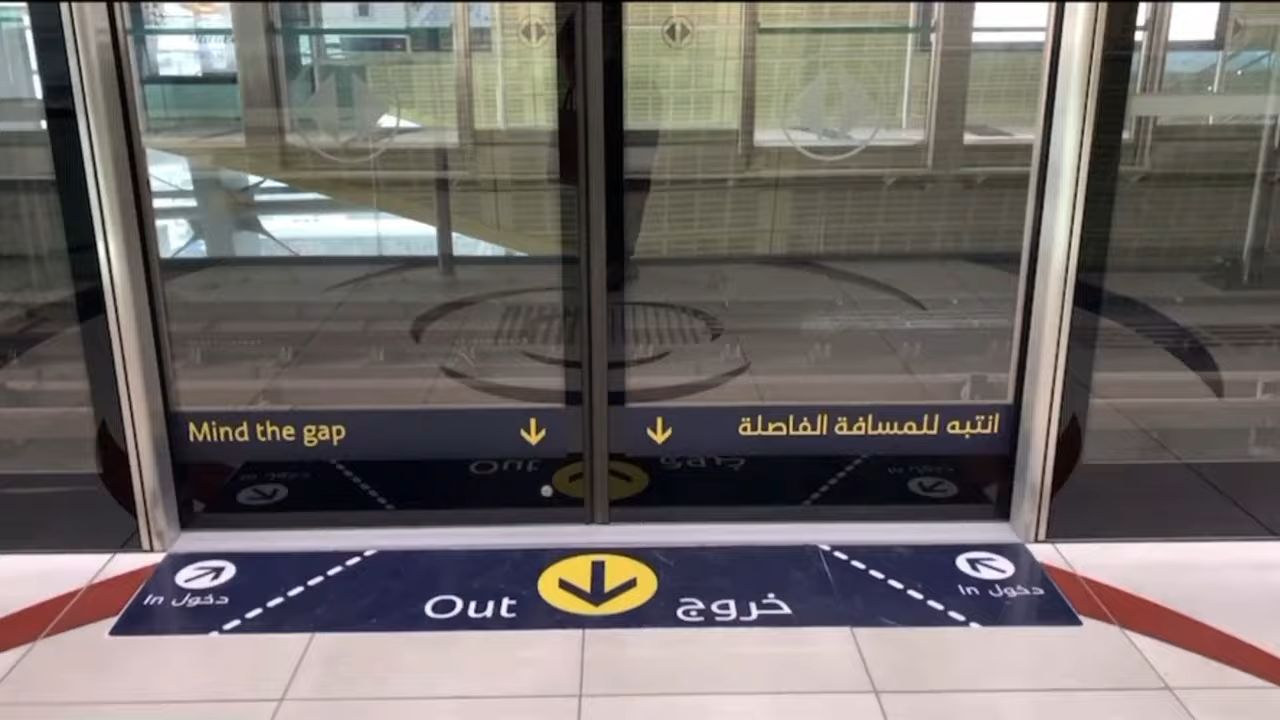 Mind the gap
انتبه للمسافة الفاصلة
In دخول
Out
خروج
In دخول